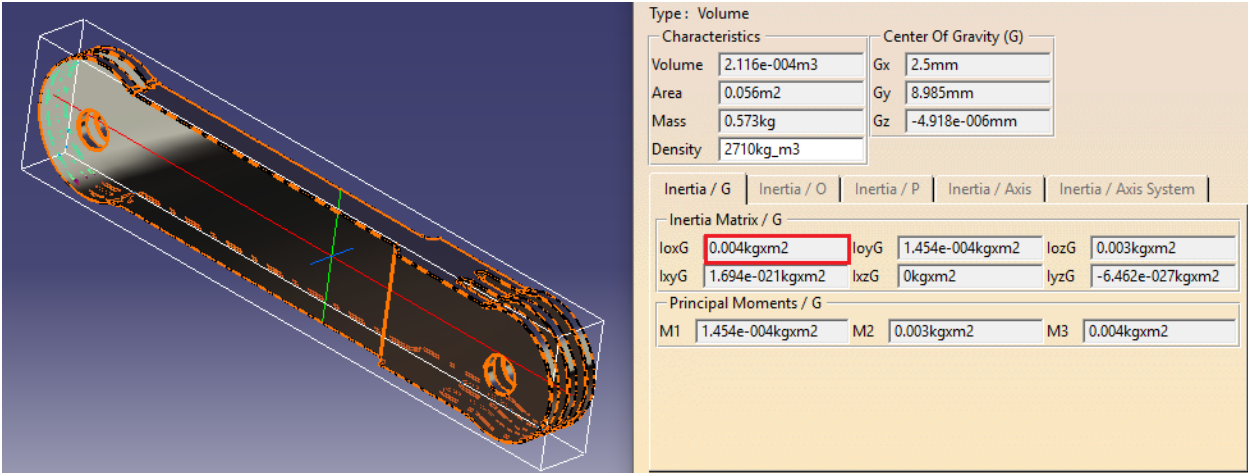 Type : Volume
Characteristics Center Of Gravity (G)
Volume 2.116e-004m3 Gx 2.5mm
Area 0.056m2 Gy 8.985mm
Mass 0.573kg Gz -4.918e-006mm
Density 2710kg_m3
Inertia / G Inertia / O Inertia / P Inertia / Axis Inertia / Axis System
Inertia Matrix / G
IoxG 0.004kgxm2 IoyG 1.454e-004kgxm2 IozG 0.003kgxm2
IxyG 1.694e-021kgxm2 IxzG 0kgxm2 IyzG -6.462e-027kgxm2
Principal Moments / G
M1 1.454e-004kgxm2 M2 0.003kgxm2 M3 0.004kgxm2